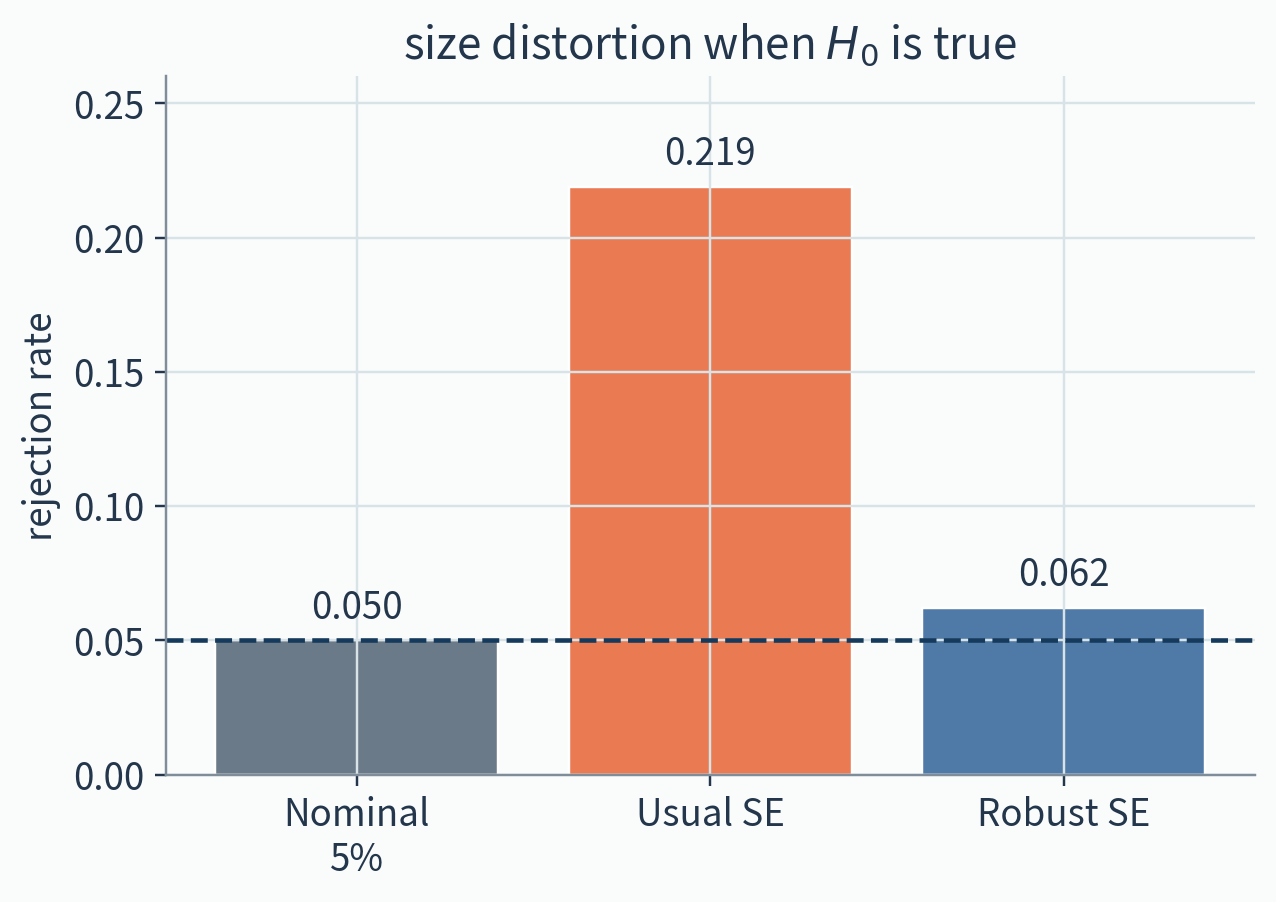 size distortion when H₀ is true
rejection rate
0.25
0.20
0.15
0.10
0.05
0.00
0.050
0.219
0.062
Nominal
5%
Usual SE
Robust SE